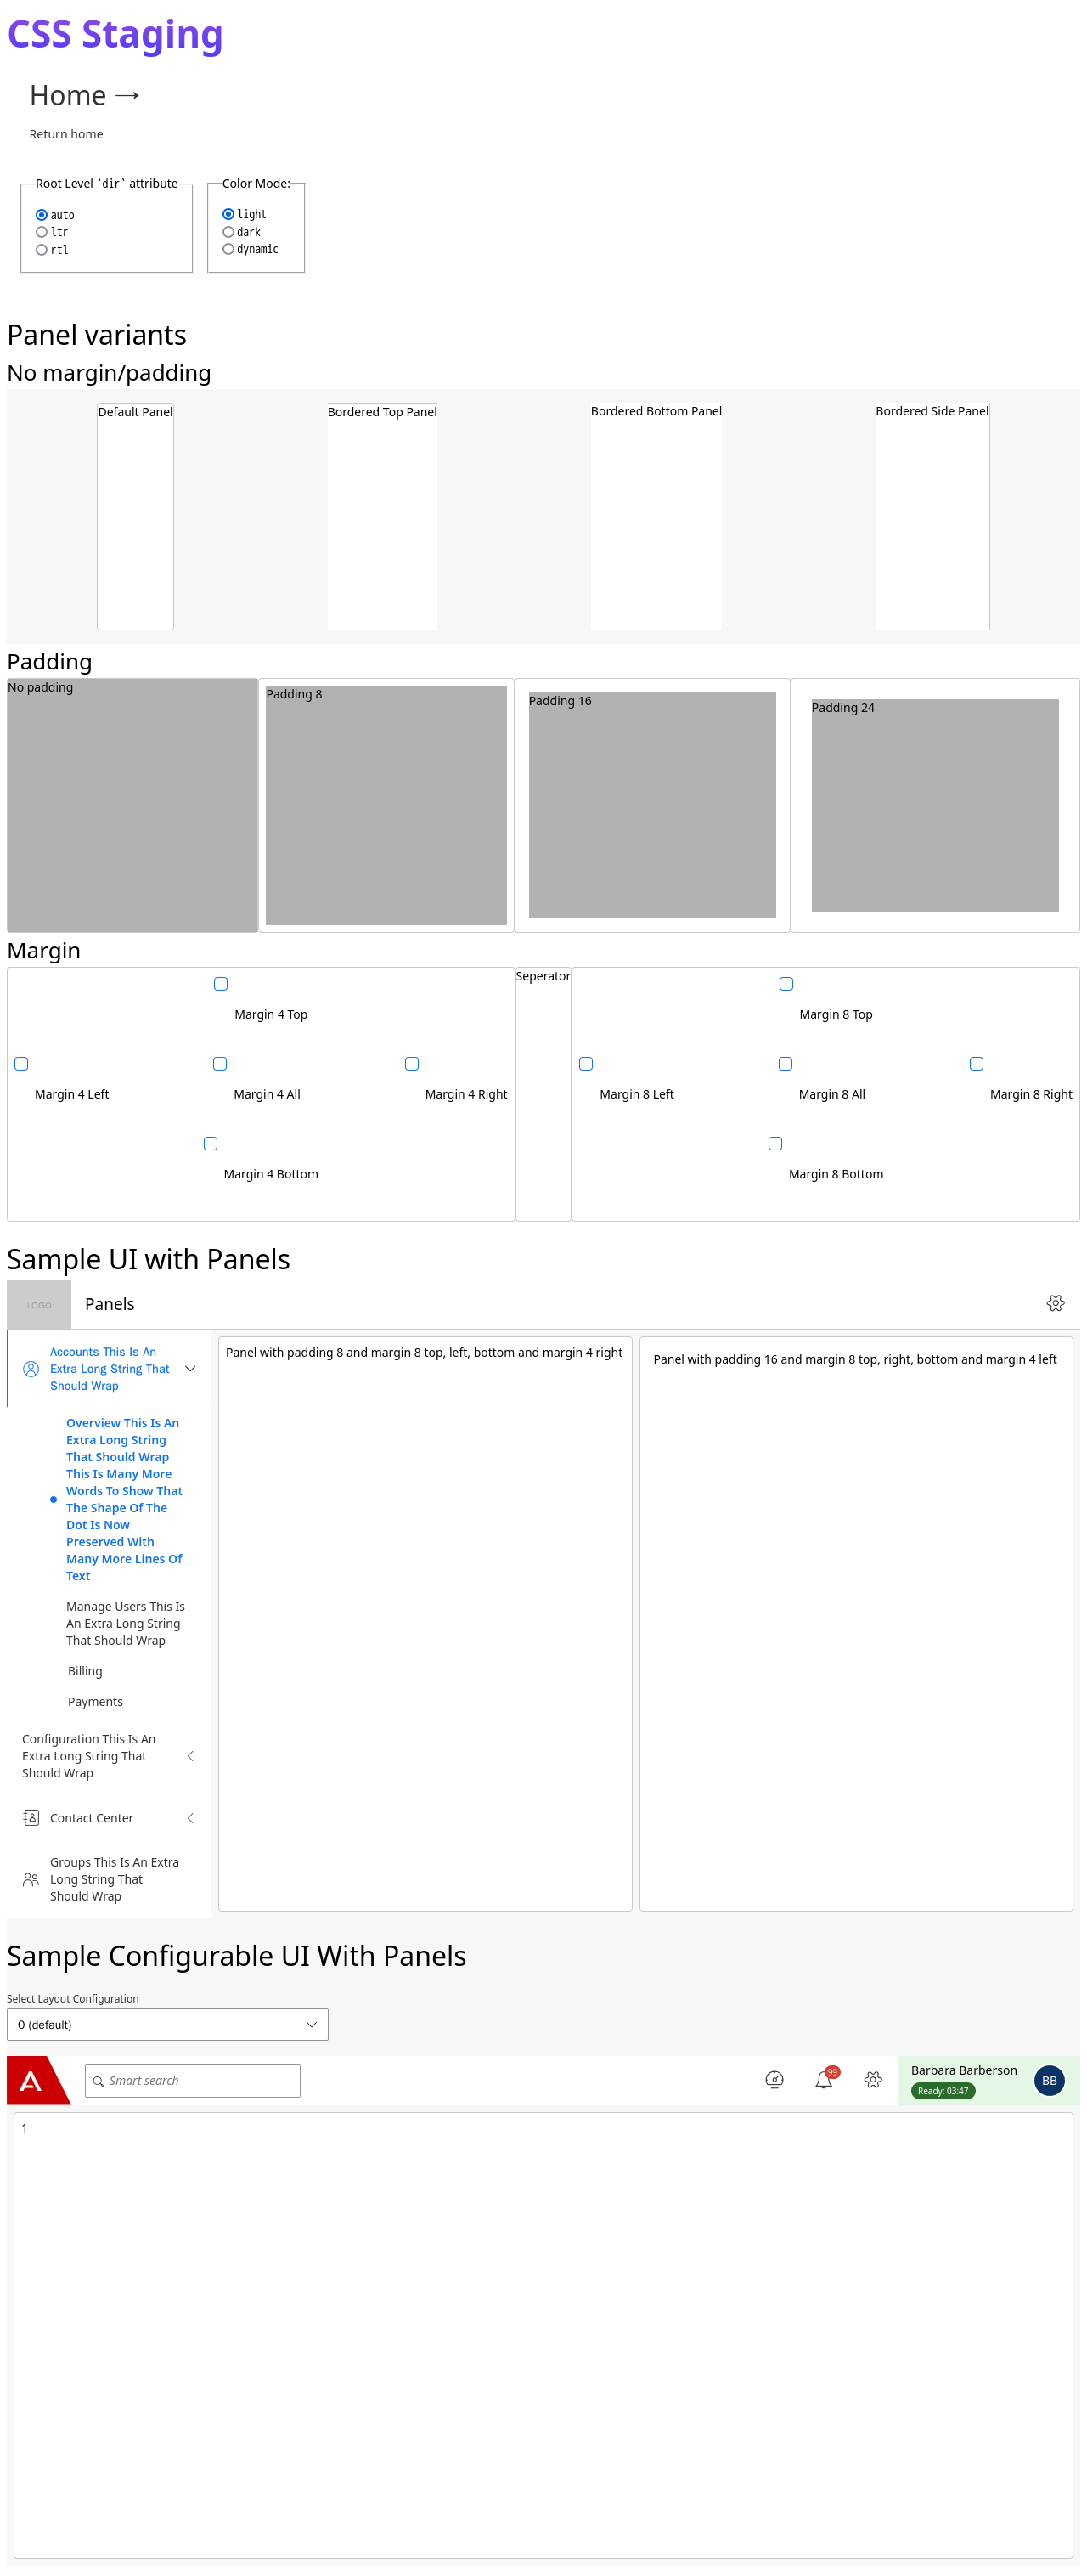 CSS Staging
Home →
Return home
Root Level `dir` attribute
auto
ltr
rtl
Color Mode:
light
dark
dynamic
Panel variants
No margin/padding
Default Panel
Bordered Top Panel
Bordered Bottom Panel
Bordered Side Panel
Padding
No padding
Padding 8
Padding 16
Padding 24
Margin
Margin 4 Top
Margin 4 Left
Margin 4 All
Margin 4 Right
Margin 4 Bottom
Seperator
Margin 8 Top
Margin 8 Left
Margin 8 All
Margin 8 Right
Margin 8 Bottom
Sample UI with Panels
LOGO
Panels
Accounts This Is An
Extra Long String That
Should Wrap
Overview This Is An
Extra Long String
That Should Wrap
This Is Many More
Words To Show That
The Shape Of The
Dot Is Now
Preserved With
Many More Lines Of
Text
Manage Users This Is
An Extra Long String
That Should Wrap
Billing
Payments
Configuration This Is An
Extra Long String That
Should Wrap
Contact Center
Groups This Is An Extra
Long String That
Should Wrap
Panel with padding 8 and margin 8 top, left, bottom and margin 4 right
Panel with padding 16 and margin 8 top, right, bottom and margin 4 left
Sample Configurable UI With Panels
Select Layout Configuration
0 (default)
Smart search
99
Barbara Barberson
Ready: 03:47
BB
1